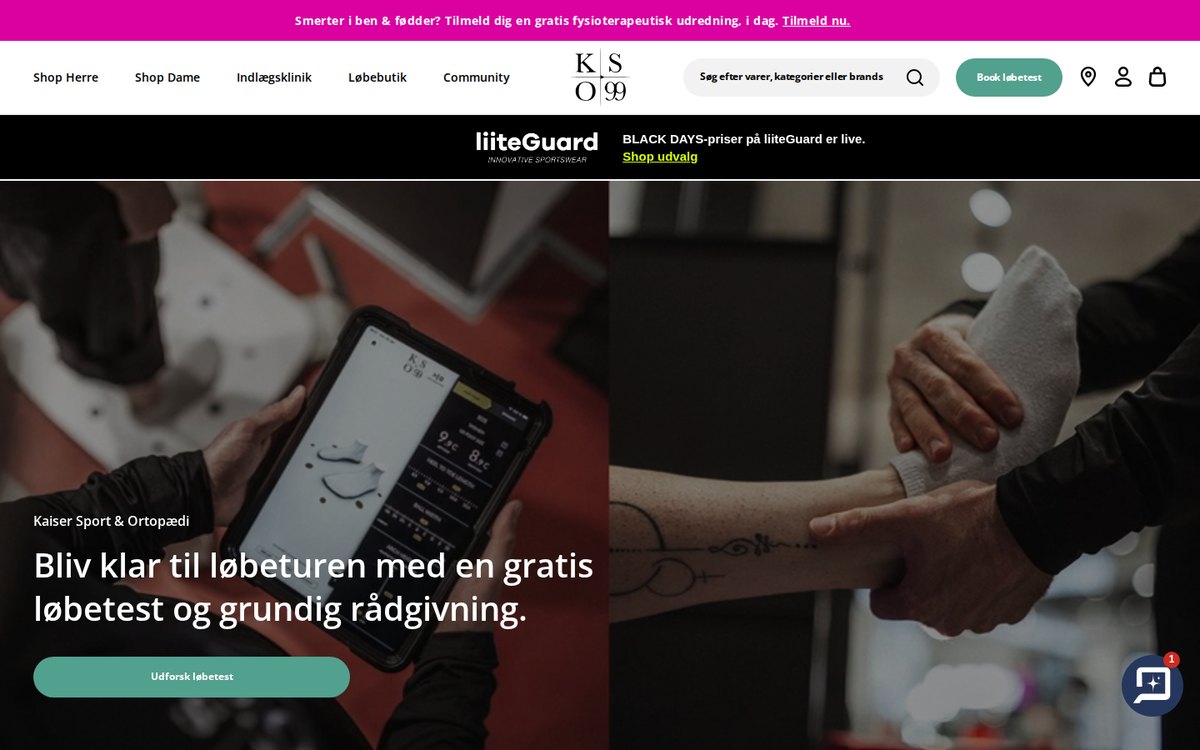 Smerter i ben & fødder? Tilmeld dig en gratis fysioterapeutisk udredning, i dag. Tilmeld nu.
Shop Herre
Shop Dame
Indlægsklinik
Løbebutik
Community
K S
O 99
Søg efter varer, kategorier eller brands
Book løbetest
liiteGuard
INNOVATIVE SPORTSWEAR
BLACK DAYS-priser på liiteGuard er live.
Shop udvalg
K S
O 99
Kaiser Sport & Ortopædi
Bliv klar til løbeturen med en gratis
løbetest og grundig rådgivning.
Udforsk løbetest
1